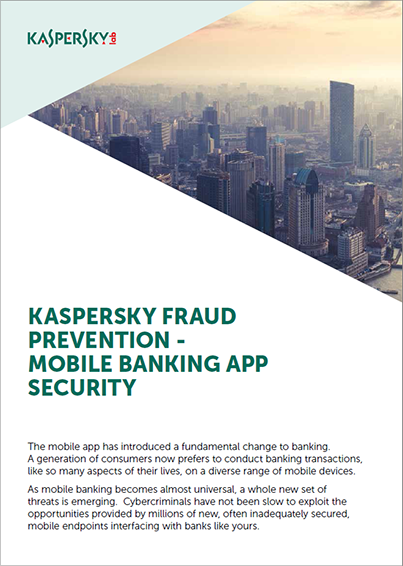 KASPERSKY lab
KASPERSKY FRAUD
PREVENTION -
MOBILE BANKING APP
SECURITY
The mobile app has introduced a fundamental change to banking.
A generation of consumers now prefers to conduct banking transactions,
like so many aspects of their lives, on a diverse range of mobile devices.
As mobile banking becomes almost universal, a whole new set of
threats is emerging. Cybercriminals have not been slow to exploit the
opportunities provided by millions of new, often inadequately secured,
mobile endpoints interfacing with banks like yours.